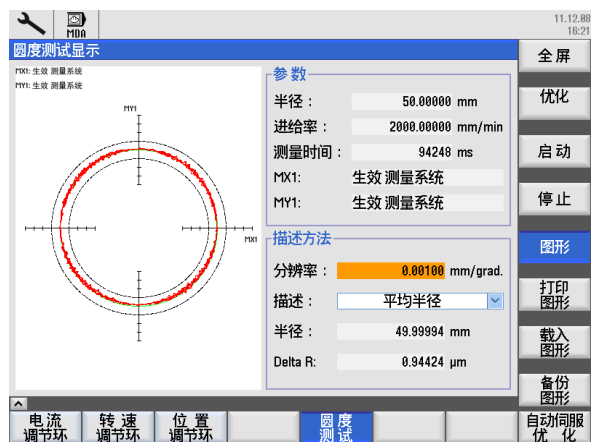 MDA
11.12.08
16:21
圆度测试显示
MX1: 生效 测量系统
MY1: 生效 测量系统
MY1
MX1
参数
半径： 50.00000 mm
进给率： 2000.00000 mm/min
测量时间： 94248 ms
MX1: 生效 测量系统
MY1: 生效 测量系统
描述方法
分辨率： 0.00100 mm/grad.
描述： 平均半径
半径： 49.99994 mm
Delta R: 0.94424 µm
全屏
优化
启动
停止
图形
打印
图形
载入
图形
备份
图形
电流
调节环
转速
调节环
位置
调节环
圆度
测试
自动伺服
优化